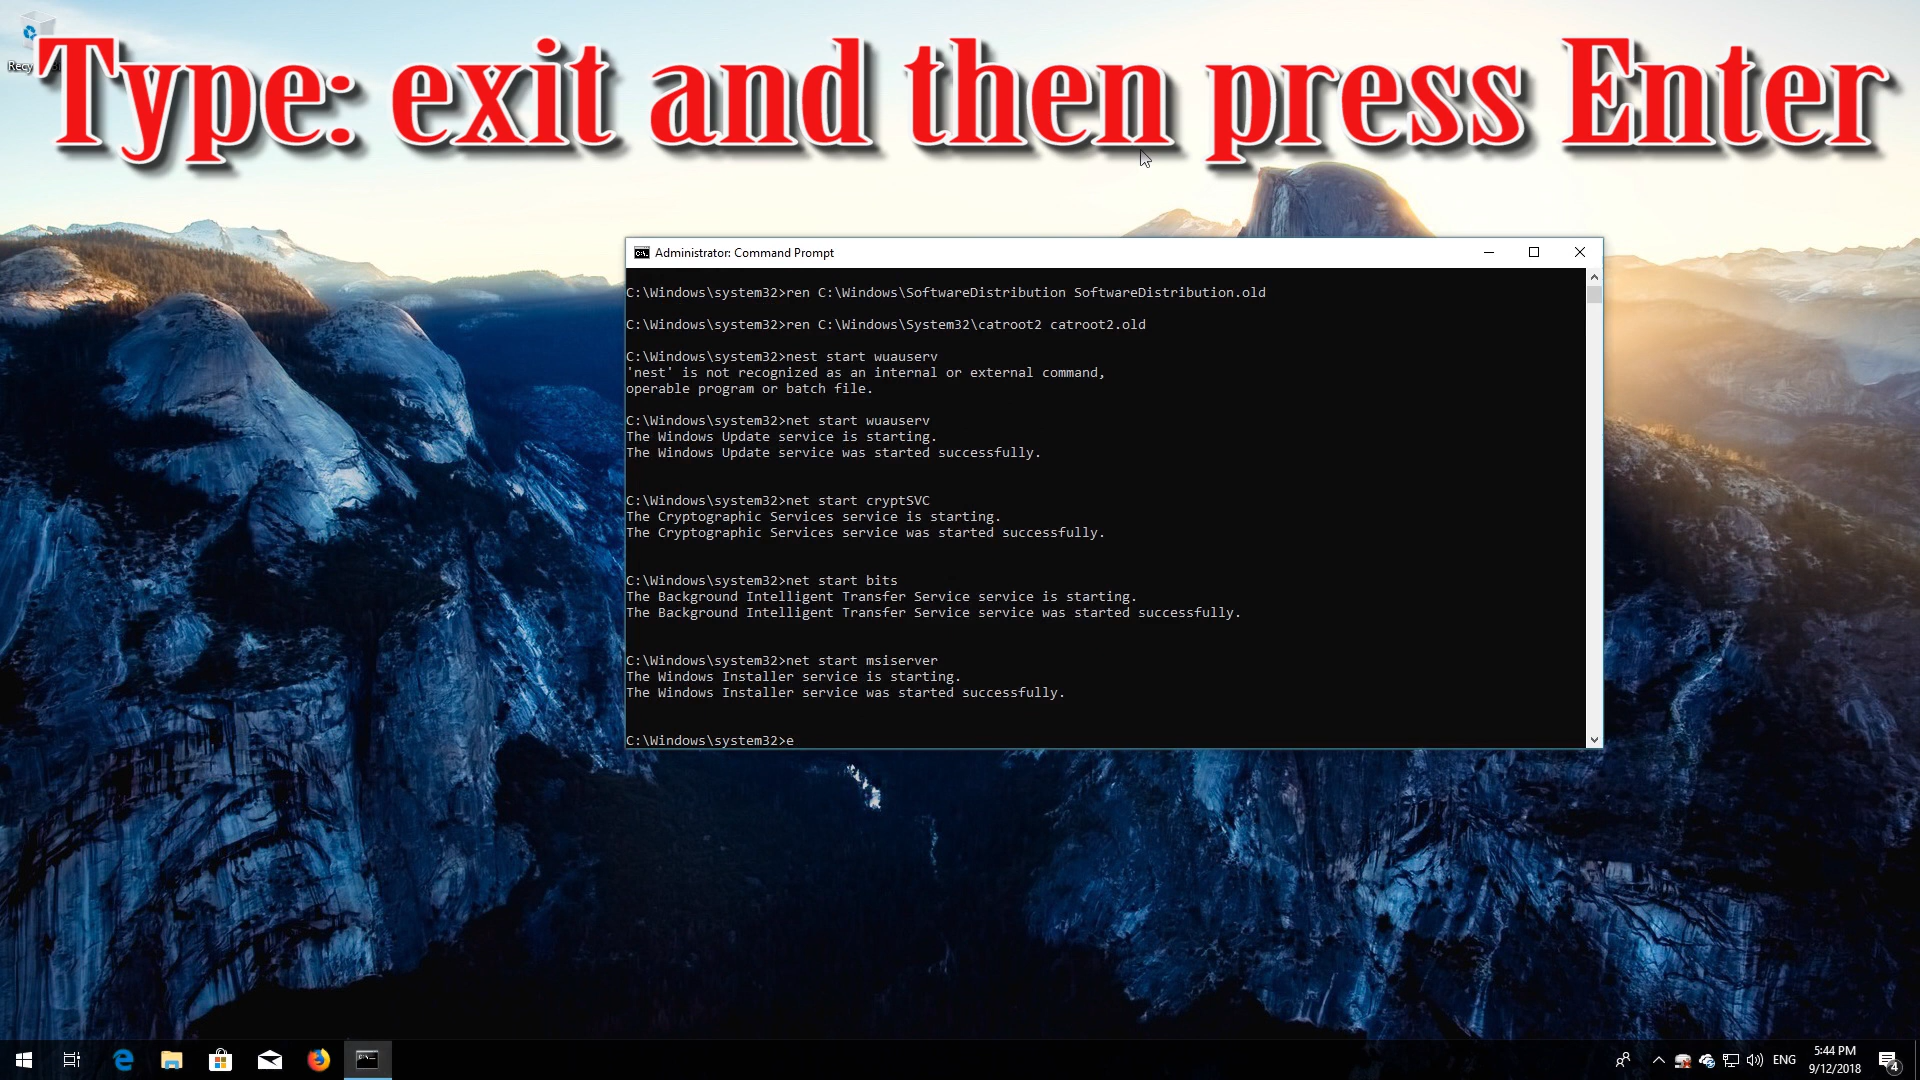 Type: exit and then press Enter
Administrator: Command Prompt
C:\Windows\system32>ren C:\Windows\SoftwareDistribution SoftwareDistribution.old
C:\Windows\system32>ren C:\Windows\System32\catroot2 catroot2.old
C:\Windows\system32>nest start wuauserv
'nest' is not recognized as an internal or external command,
operable program or batch file.
C:\Windows\system32>net start wuauserv
The Windows Update service is starting.
The Windows Update service was started successfully.
C:\Windows\system32>net start cryptSVC
The Cryptographic Services service is starting.
The Cryptographic Services service was started successfully.
C:\Windows\system32>net start bits
The Background Intelligent Transfer Service service is starting.
The Background Intelligent Transfer Service service was started successfully.
C:\Windows\system32>net start msiserver
The Windows Installer service is starting.
The Windows Installer service was started successfully.
C:\Windows\system32>e
ENG
5:44 PM
9/12/2018
4